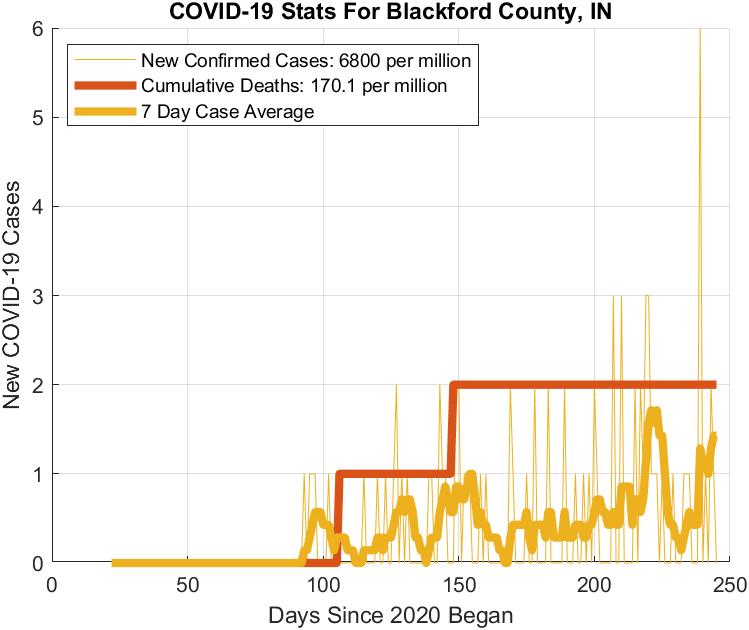 COVID-19 Stats For Blackford County, IN
New Confirmed Cases: 6800 per million
Cumulative Deaths: 170.1 per million
7 Day Case Average
New COVID-19 Cases
6
5
4
3
2
1
0
0 50 100 150 200 250
Days Since 2020 Began